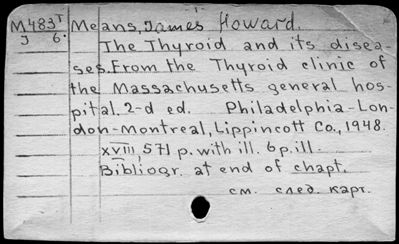 M483T Means, James Howard.
J 6. The Thyroid and its disea-
ses. From the Thyroid clinic of
the Massachusetts general hos-
pital. 2-d ed. Philadelphia-Lon-
don-Montreal, Lippincott Co., 1948.
XVIII, 571 p. with ill. 6 p. ill.
Bibliogr. at end of chapt.
см. след. карт.